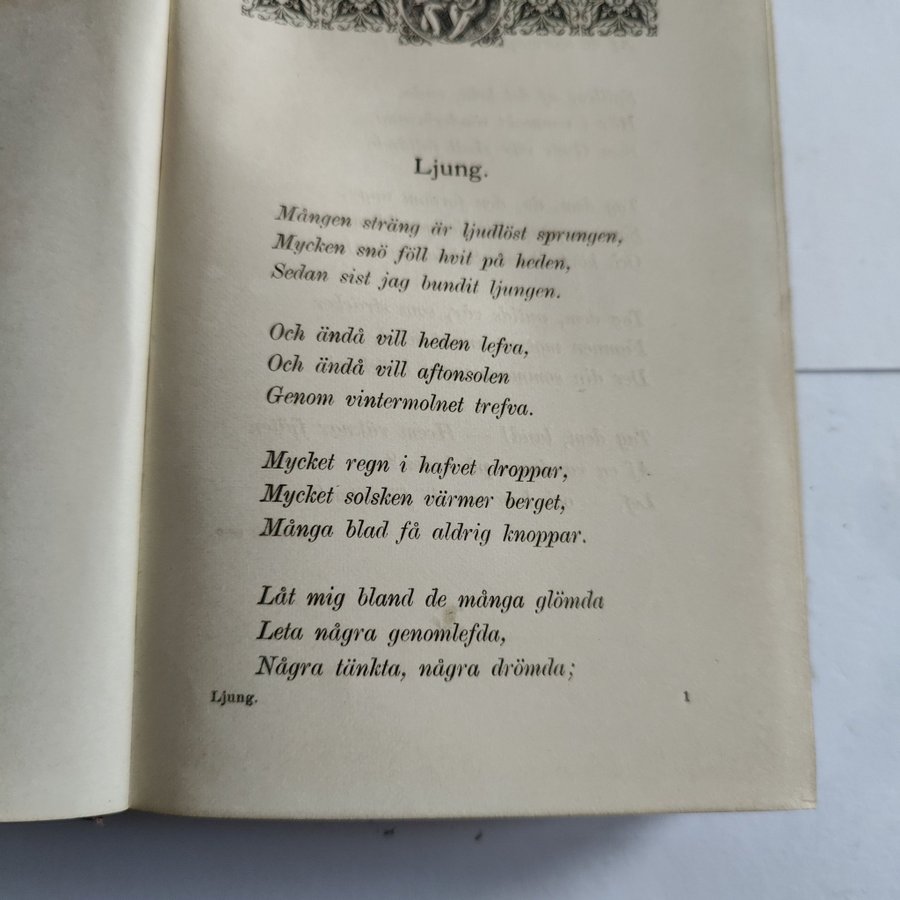 Ljung.
Mången sträng är ljudlöst sprungen,
Mycken snö föll hvit på heden,
Sedan sist jag bundit ljungen.
Och ändå vill heden lefva,
Och ändå vill aftonsolen
Genom vintermolnet trefva.
Mycket regn i hafvet droppar,
Mycket solsken värmer berget,
Många blad få aldrig knoppar.
Låt mig bland de många glömda
Leta några genomlefda,
Några tänkta, några drömda;
Ljung. 1